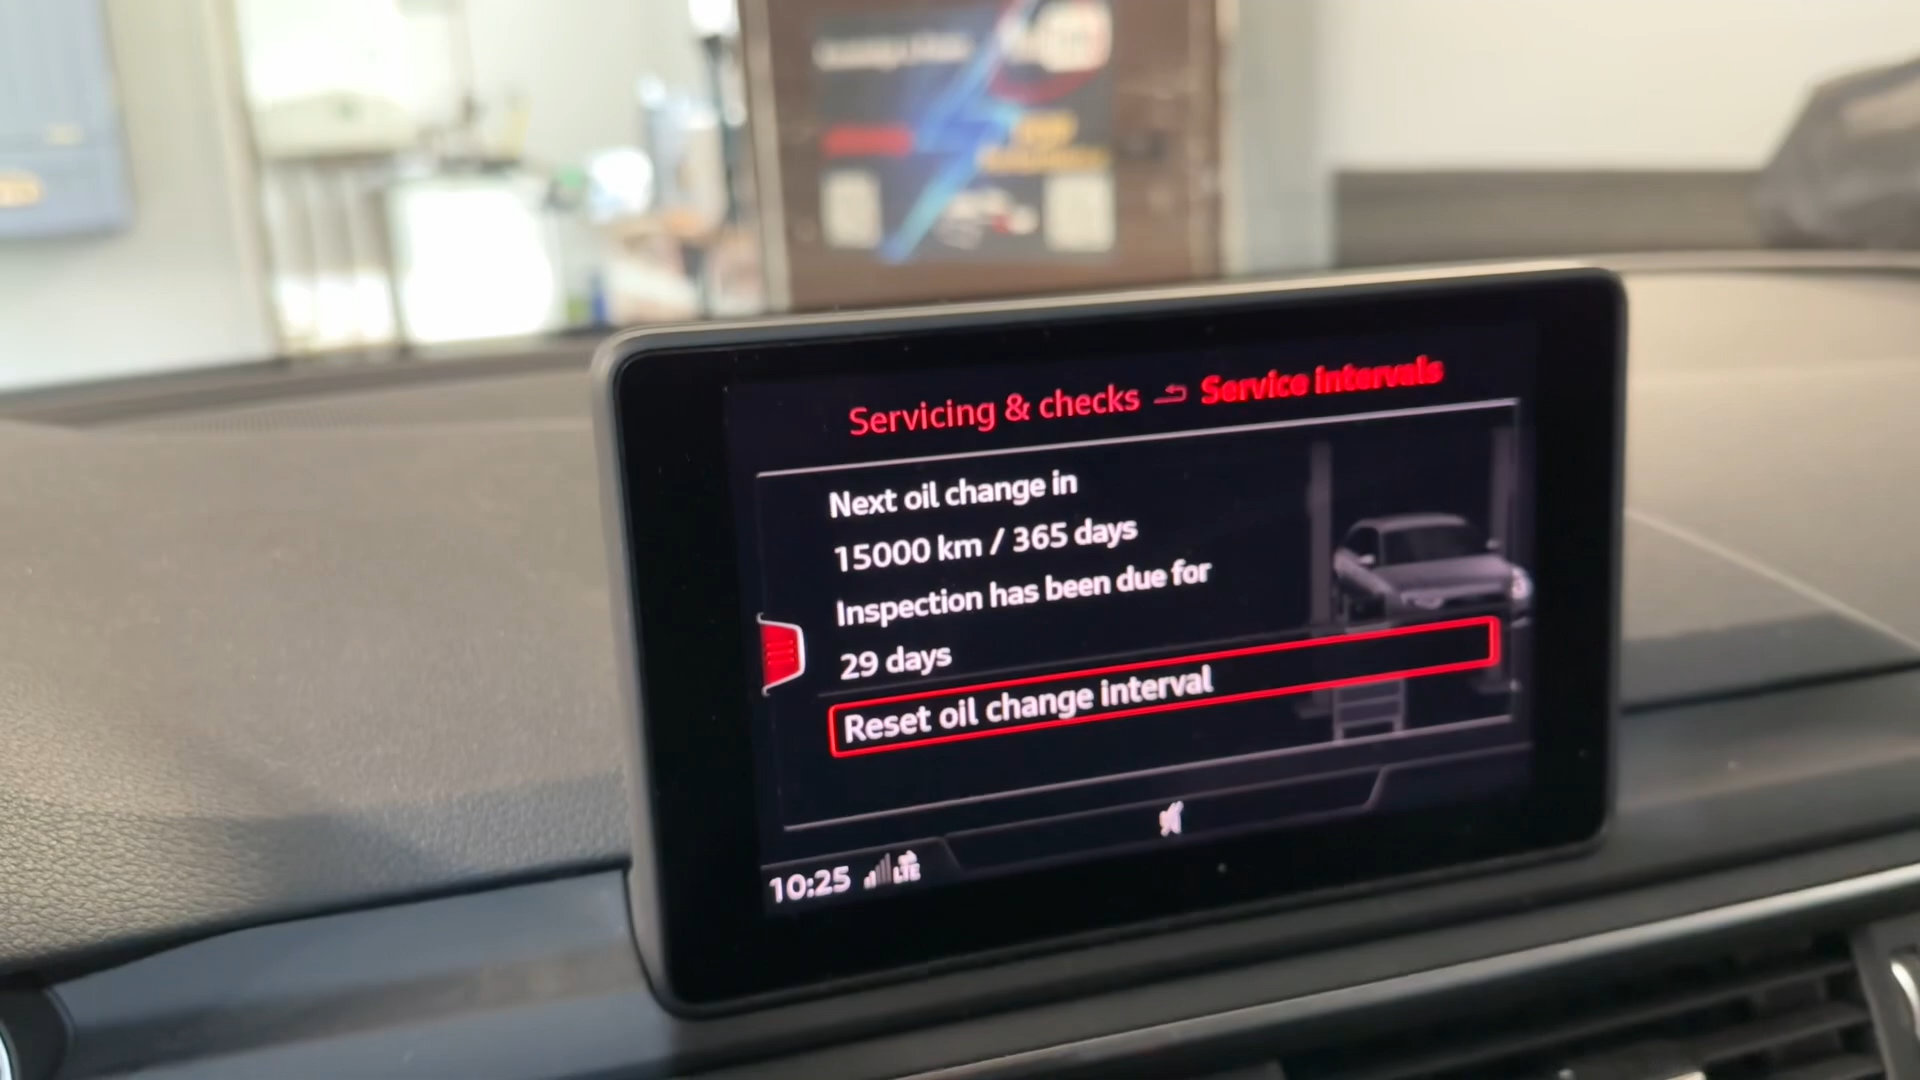 Servicing & checks Service intervals
Next oil change in
15000 km / 365 days
Inspection has been due for
29 days
Reset oil change interval
10:25 LTE